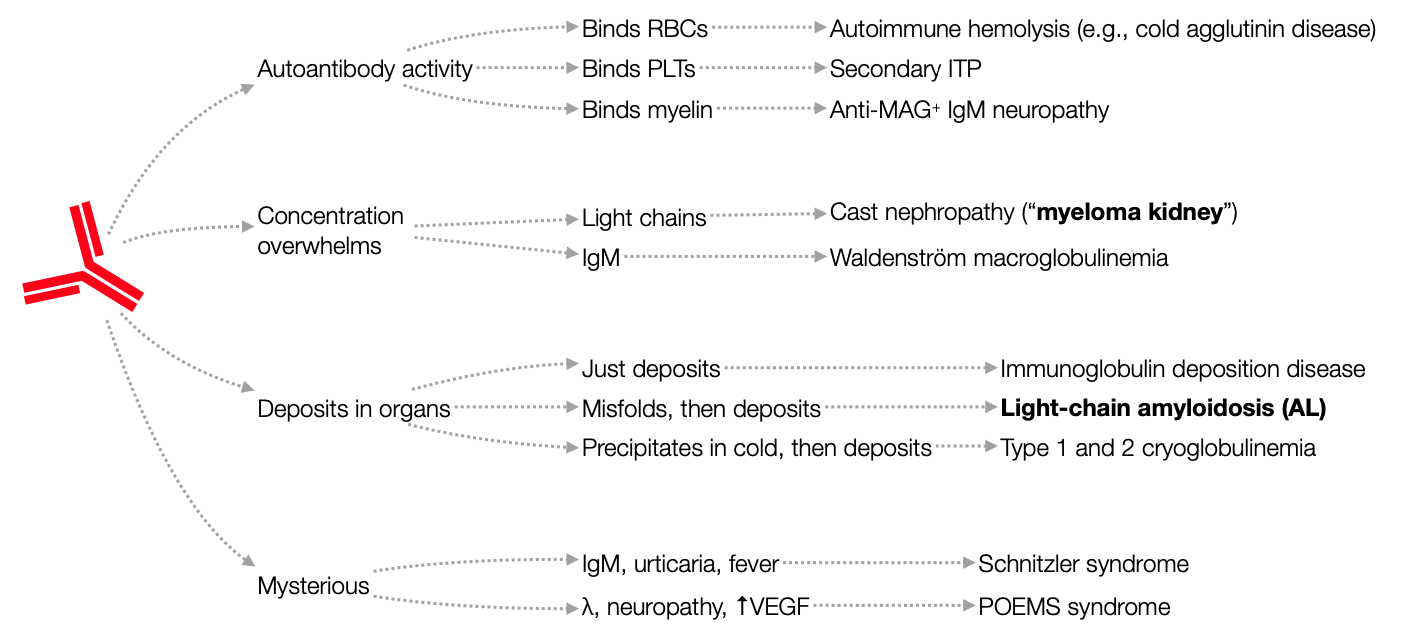 Binds RBCs
Autoimmune hemolysis (e.g., cold agglutinin disease)
Autoantibody activity
Binds PLTs
Secondary ITP
Binds myelin
Anti-MAG⁺ IgM neuropathy
Concentration
overwhelms
Light chains
Cast nephropathy (“myeloma kidney”)
IgM
Waldenström macroglobulinemia
Just deposits
Immunoglobulin deposition disease
Deposits in organs
Misfolds, then deposits
Light-chain amyloidosis (AL)
Precipitates in cold, then deposits
Type 1 and 2 cryoglobulinemia
Mysterious
IgM, urticaria, fever
Schnitzler syndrome
λ, neuropathy, ↑VEGF
POEMS syndrome